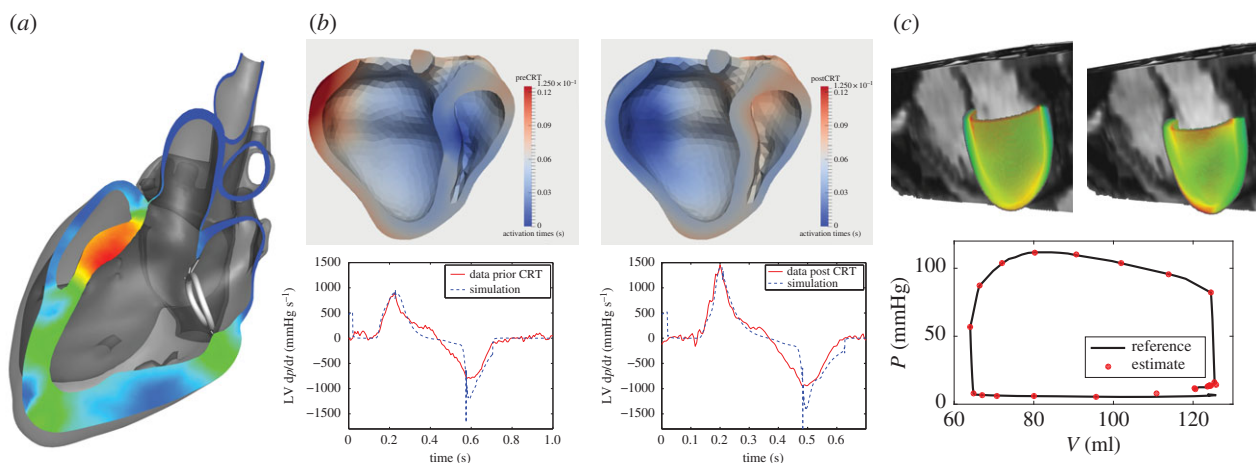 (a)
(b)
(c)
preCRT
1.250 × 10⁻¹
0.12
0.09
0.06
0.03
0
activation times (s)
postCRT
1.250 × 10⁻¹
0.12
0.09
0.06
0.03
0
activation times (s)
data prior CRT
simulation
1500
1000
500
0
−500
−1000
−1500
LV dp/dt (mmHg s⁻¹)
0 0.2 0.4 0.6 0.8 1.0
time (s)
data post CRT
simulation
1500
1000
500
0
−500
−1000
−1500
LV dp/dt (mmHg s⁻¹)
0 0.1 0.2 0.3 0.4 0.5 0.6
time (s)
100
50
0
P (mmHg)
reference
estimate
60 80 100 120
V (ml)